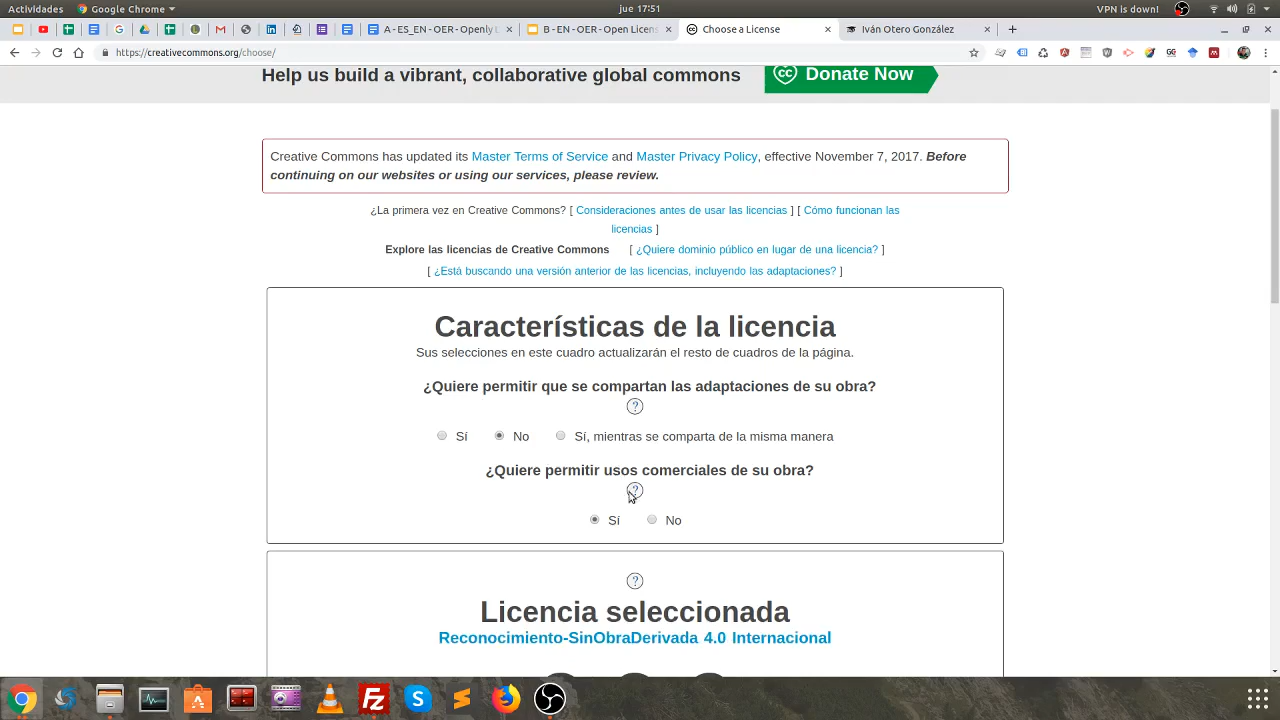 Actividades
Google Chrome
jue 17:51
VPN is down!
A - ES_EN - OER - Openly
B - EN - OER - Open Licens
Choose a License
Iván Otero González
https://creativecommons.org/choose/
Help us build a vibrant, collaborative global commons
Donate Now
Creative Commons has updated its Master Terms of Service and Master Privacy Policy, effective November 7, 2017. Before
continuing on our websites or using our services, please review.
¿La primera vez en Creative Commons? [ Consideraciones antes de usar las licencias ] [ Cómo funcionan las
licencias ]
Explore las licencias de Creative Commons [ ¿Quiere dominio público en lugar de una licencia? ]
[ ¿Está buscando una versión anterior de las licencias, incluyendo las adaptaciones? ]
Características de la licencia
Sus selecciones en este cuadro actualizarán el resto de cuadros de la página.
¿Quiere permitir que se compartan las adaptaciones de su obra?
?
Sí No Sí, mientras se comparta de la misma manera
¿Quiere permitir usos comerciales de su obra?
?
Sí No
?
Licencia seleccionada
Reconocimiento-SinObraDerivada 4.0 Internacional